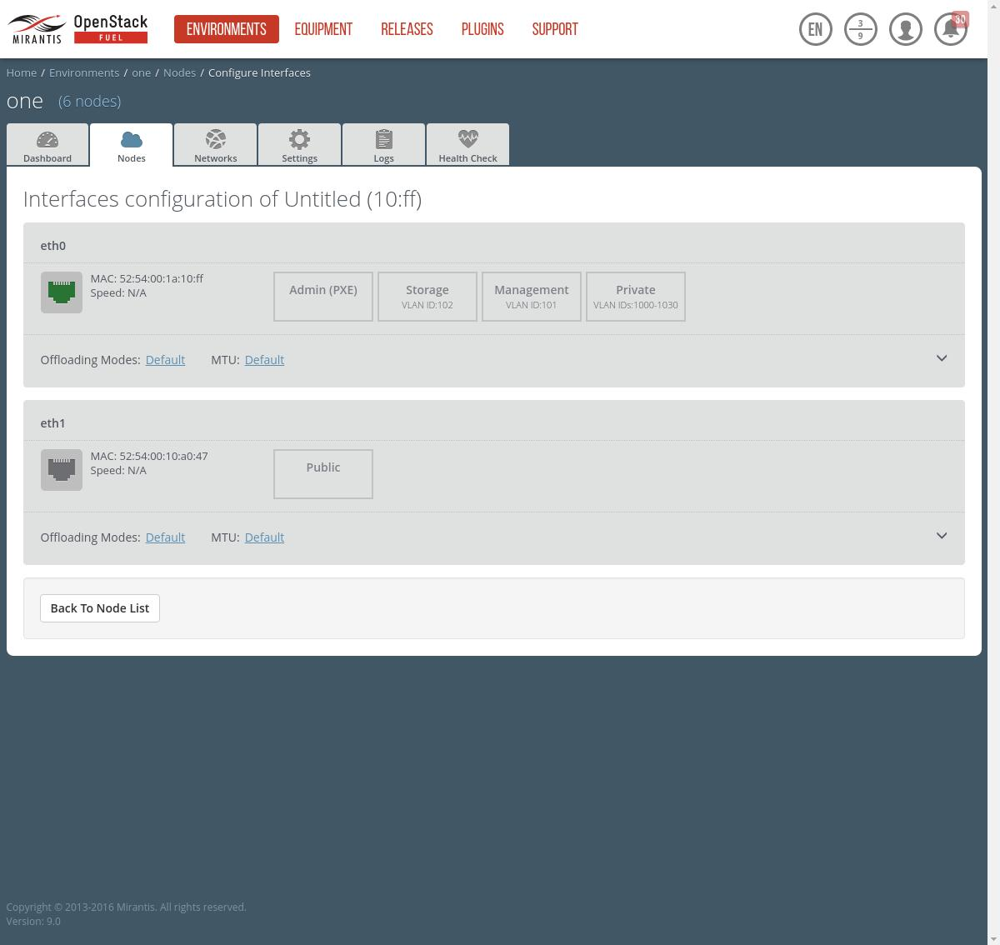 MIRANTIS
OpenStack
FUEL
ENVIRONMENTS EQUIPMENT RELEASES PLUGINS SUPPORT
EN
3
9
30
Home / Environments / one / Nodes / Configure Interfaces
one (6 nodes)
Dashboard Nodes Networks Settings Logs Health Check
Interfaces configuration of Untitled (10:ff)
eth0
MAC: 52:54:00:1a:10:ff
Speed: N/A
Admin (PXE) Storage Management Private
VLAN ID:102 VLAN ID:101 VLAN IDs:1000-1030
Offloading Modes: Default MTU: Default
eth1
MAC: 52:54:00:10:a0:47
Speed: N/A
Public
Offloading Modes: Default MTU: Default
Back To Node List
Copyright © 2013-2016 Mirantis. All rights reserved.
Version: 9.0